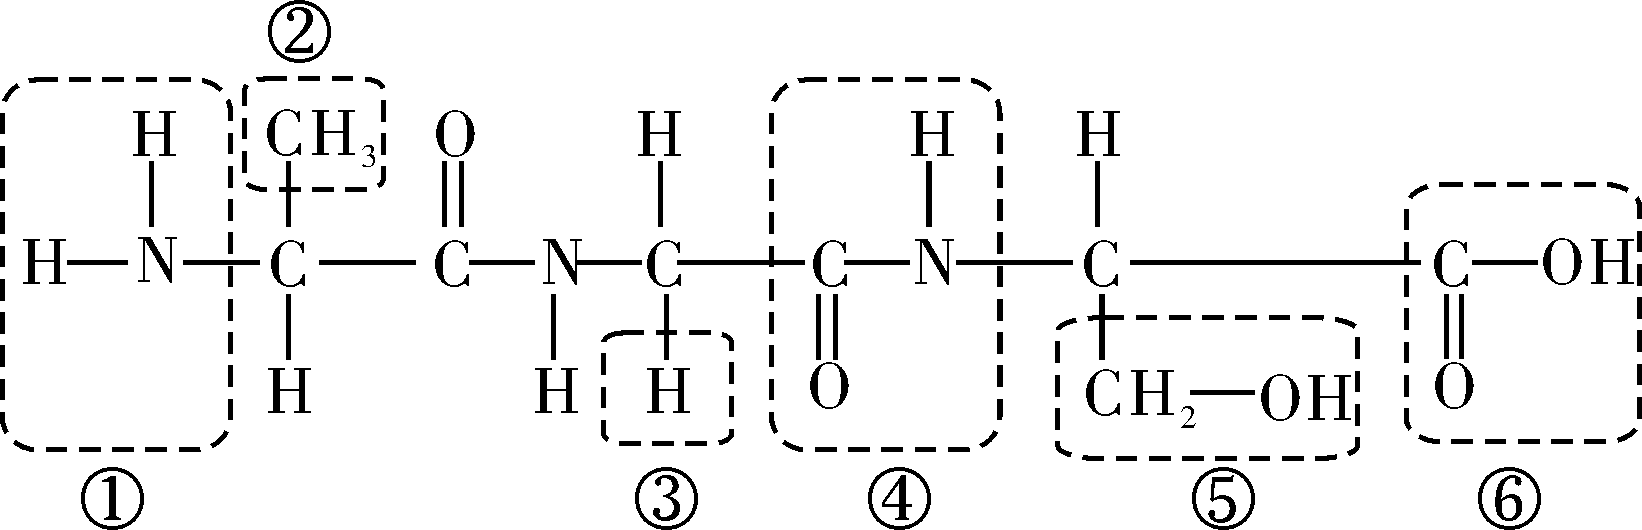 ②
H CH₃ O H H H
H N C C N C C N C C OH
H H H O CH₂ OH O
① ③ ④ ⑤ ⑥